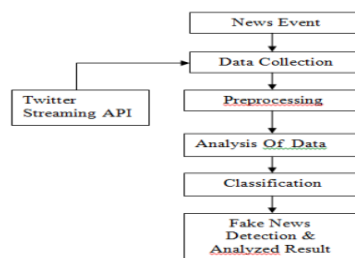 News Event
Data Collection
Twitter
Streaming API
Preprocessing
Analysis Of Data
Classification
Fake News
Detection &
Analyzed Result